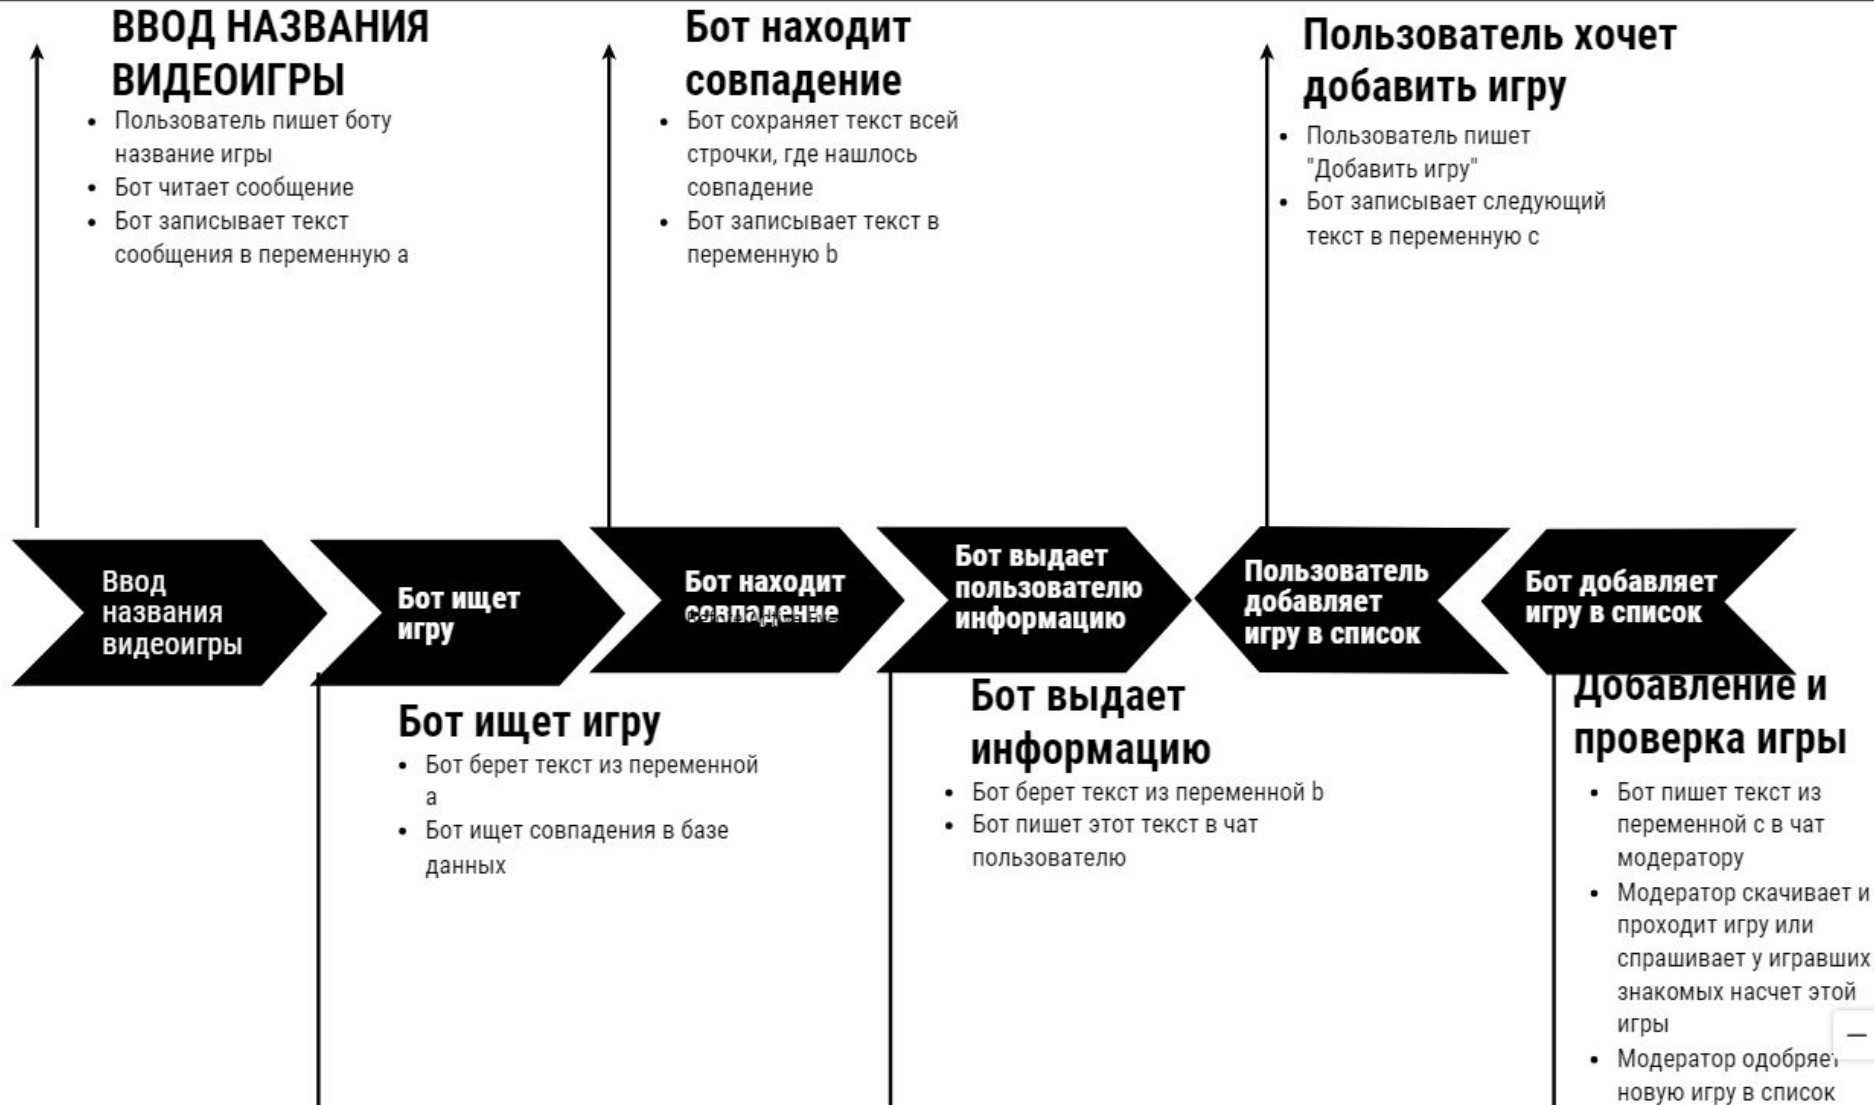 ВВОД НАЗВАНИЯ
ВИДЕОИГРЫ
Пользователь пишет боту
название игры
Бот читает сообщение
Бот записывает текст
сообщения в переменную a
Бот находит
совпадение
Бот сохраняет текст всей
строчки, где нашлось
совпадение
Бот записывает текст в
переменную b
Пользователь хочет
добавить игру
Пользователь пишет
"Добавить игру"
Бот записывает следующий
текст в переменную c
Ввод
названия
видеоигры
Бот ищет
игру
Бот находит
совпадение
Бот выдает
пользователю
информацию
Пользователь
добавляет
игру в список
Бот добавляет
игру в список
Бот ищет игру
Бот берет текст из переменной
a
Бот ищет совпадения в базе
данных
Бот выдает
информацию
Бот берет текст из переменной b
Бот пишет этот текст в чат
пользователю
Добавление и
проверка игры
Бот пишет текст из
переменной c в чат
модератору
Модератор скачивает и
проходит игру или
спрашивает у игравших
знакомых насчет этой
игры
Модератор одобряет
новую игру в список